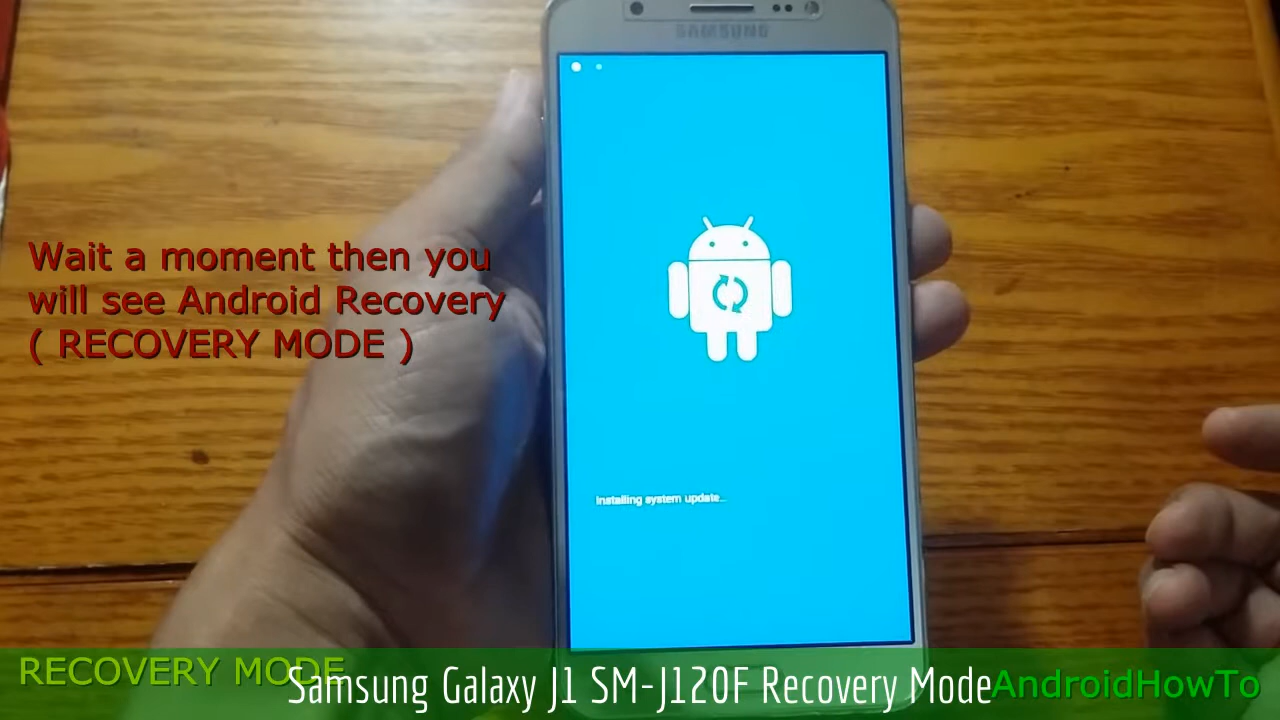 SAMSUNG
Wait a moment then you
will see Android Recovery
( RECOVERY MODE )
Installing system update...
RECOVERY MODE
Samsung Galaxy J1 SM-J120F Recovery Mode
AndroidHowTo